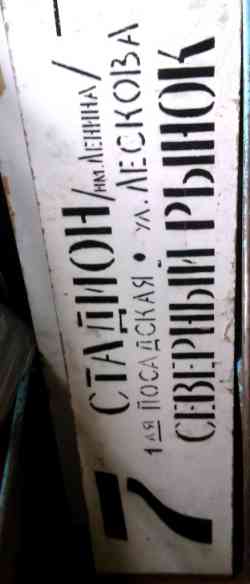 7
СТАДИОН /им. ЛЕНИНА/
1ая ПОСАДСКАЯ • УЛ. ЛЕСКОВА
СЕВЕРНЫЙ РЫНОК